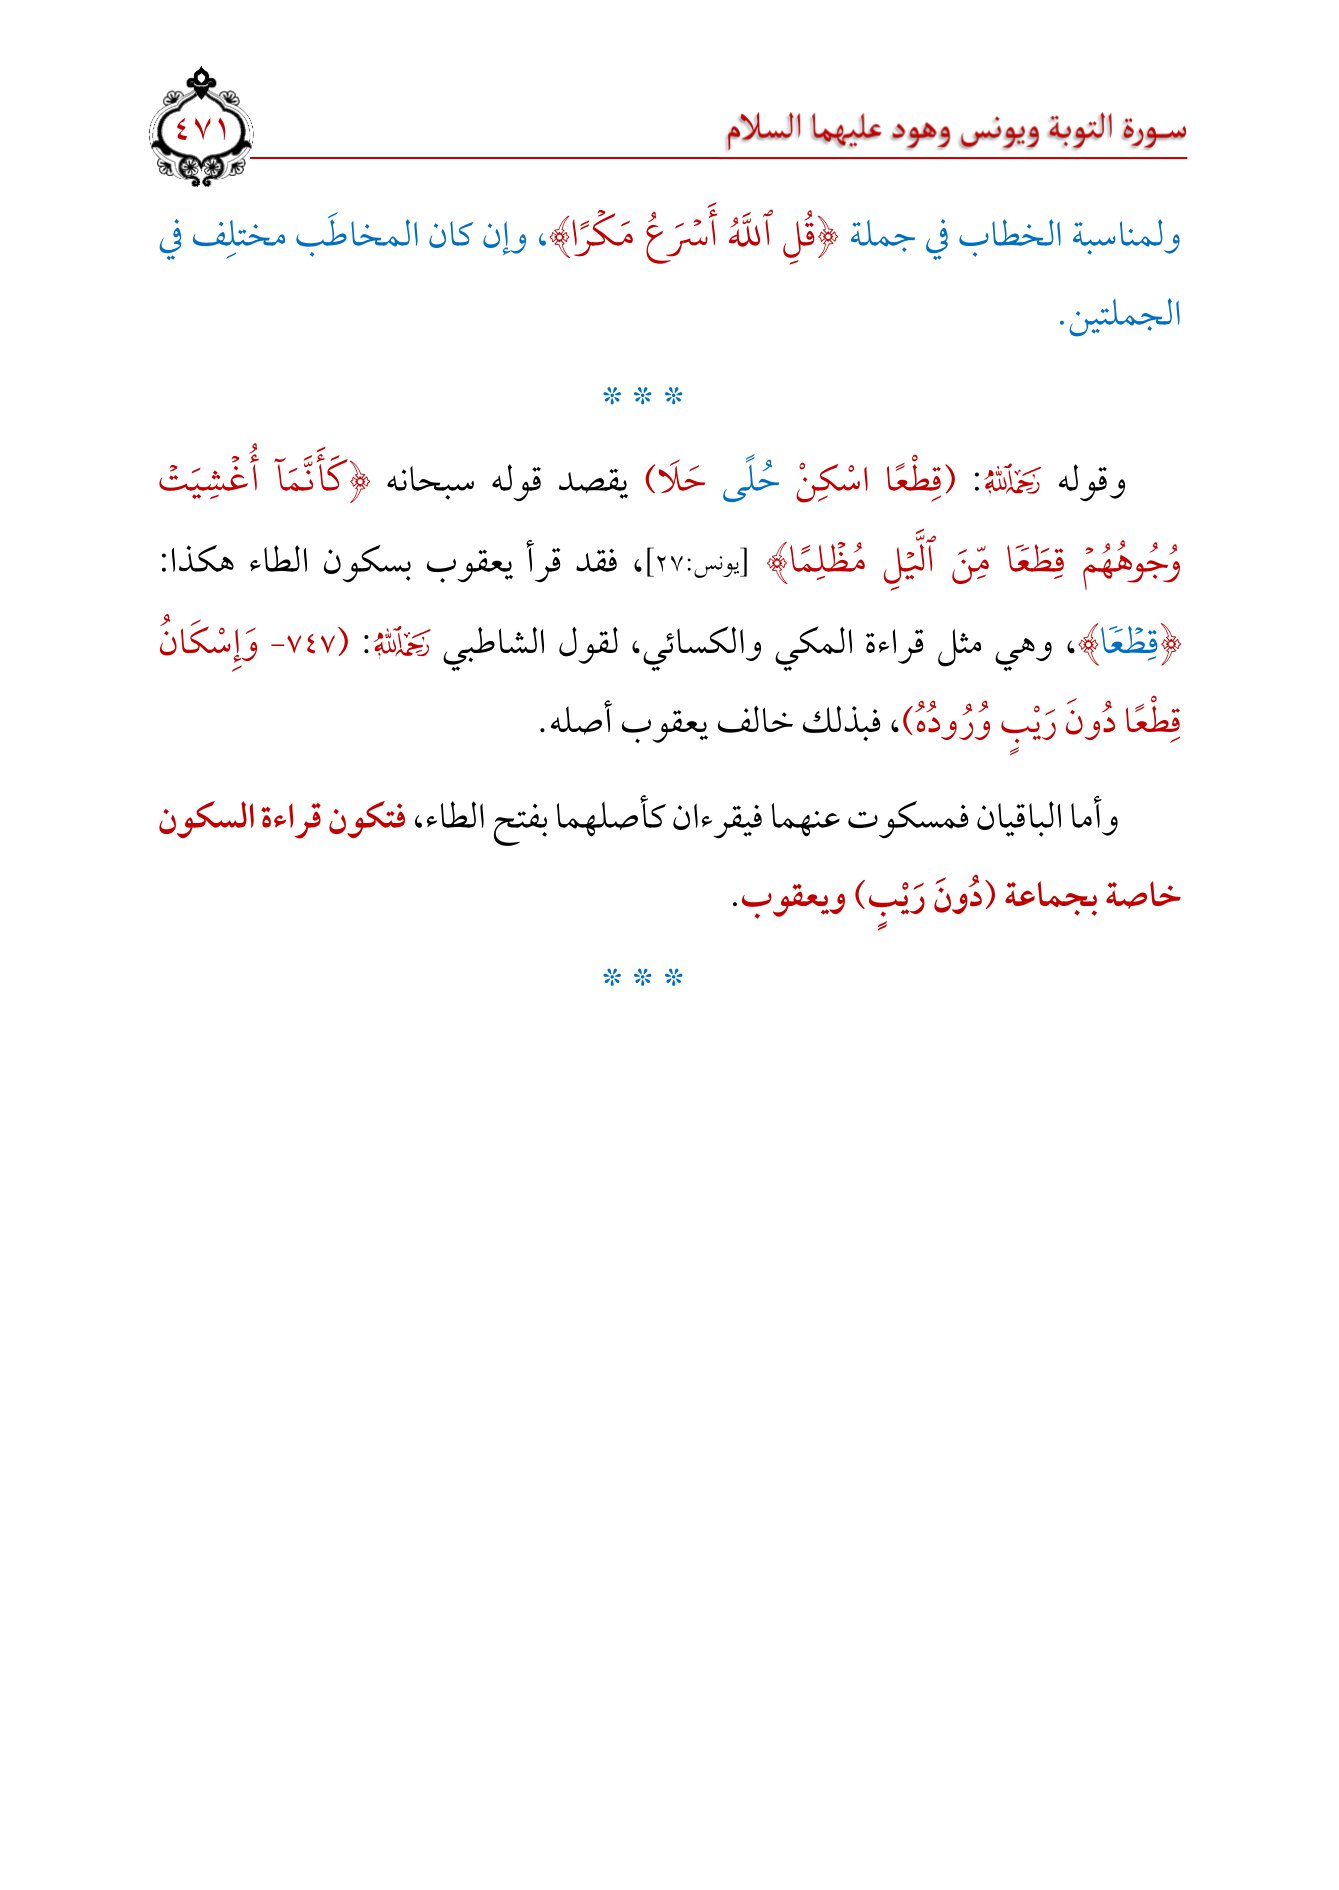 سورة التوبة ويونس وهود عليهما السلام
٤٧١
ولمناسبة الخطاب في جملة ﴿قُلِ ٱللَّهُ أَسۡرَعُ مَكۡرًا﴾، وإن كان المخاطَب مختلِف في
الجملتين.
* * *
وقوله رَحِمَهُ ٱللَّهُ: (قِطْعًا اسْكِنْ حُلًى حَلَا) يقصد قوله سبحانه ﴿كَأَنَّمَآ أُغۡشِيَتۡ
وُجُوهُهُمۡ قِطَعٗا مِّنَ ٱلَّيۡلِ مُظۡلِمًا﴾ [يونس:٢٧]، فقد قرأ يعقوب بسكون الطاء هكذا:
﴿قِطۡعٗا﴾، وهي مثل قراءة المكي والكسائي، لقول الشاطبي رَحِمَهُ ٱللَّهُ: (٧٤٧- وَإِسْكَانُ
قِطْعًا دُونَ رَيْبٍ وُرُودُهُ)، فبذلك خالف يعقوب أصله.
وأما الباقيان فمسكوت عنهما فيقرءان كأصلهما بفتح الطاء، فتكون قراءة السكون
خاصة بجماعة (دُونَ رَيْبٍ) ويعقوب.
* * *